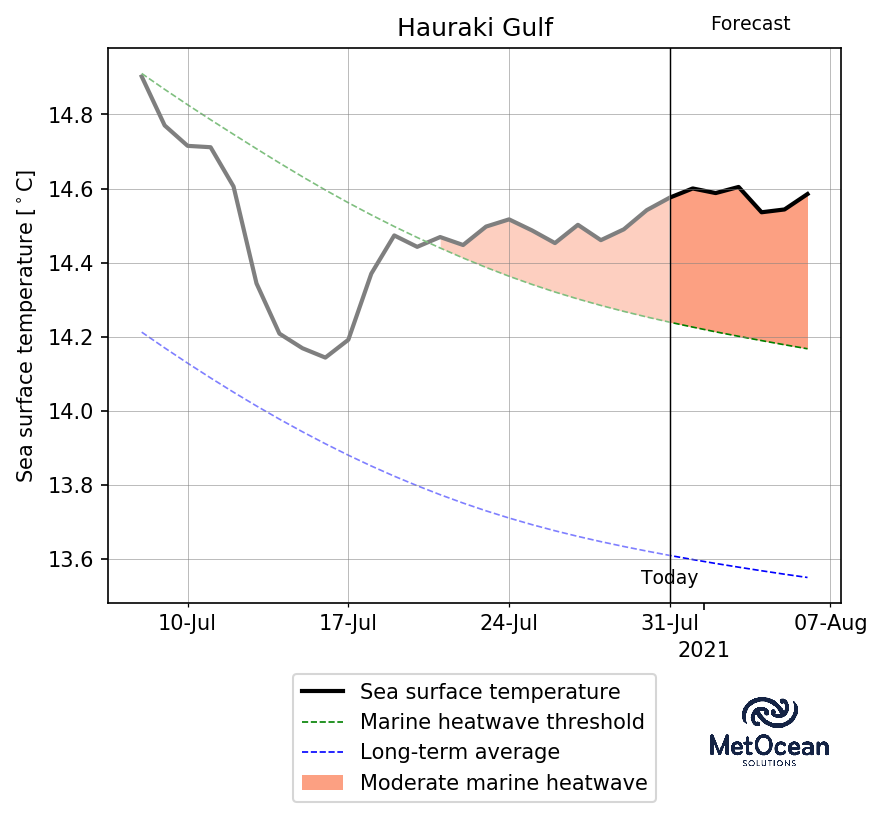 Hauraki Gulf
Forecast
Sea surface temperature [°C]
14.8
14.6
14.4
14.2
14.0
13.8
13.6
Today
10-Jul 17-Jul 24-Jul 31-Jul 07-Aug
2021
Sea surface temperature
Marine heatwave threshold
Long-term average
Moderate marine heatwave
MetOcean
SOLUTIONS